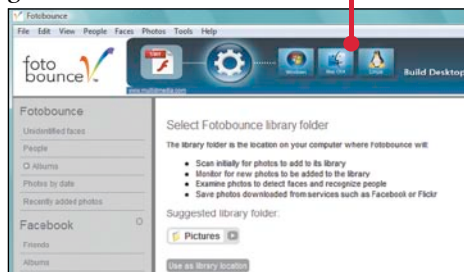 Fotobounce
File Edit View People Faces Photos Tools Help
foto
bounce
Windows Mac OSX Linux
Build Desktop
Fotobounce
Unidentified faces
People
Albums
Photos by date
Recently added photos
Facebook
Friends
Albums
Select Fotobounce library folder
The library folder is the location on your computer where Fotobounce will:
Scan initially for photos to add to its library
Monitor for new photos to be added to the library
Examine photos to detect faces and recognize people
Save photos downloaded from services such as Facebook or Flickr
Suggested library folder:
Pictures
Use as library location